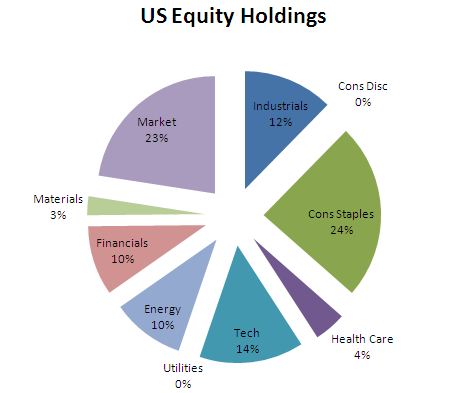 US Equity Holdings
Industrials
12%
Cons Disc
0%
Cons Staples
24%
Health Care
4%
Tech
14%
Utilities
0%
Energy
10%
Financials
10%
Materials
3%
Market
23%